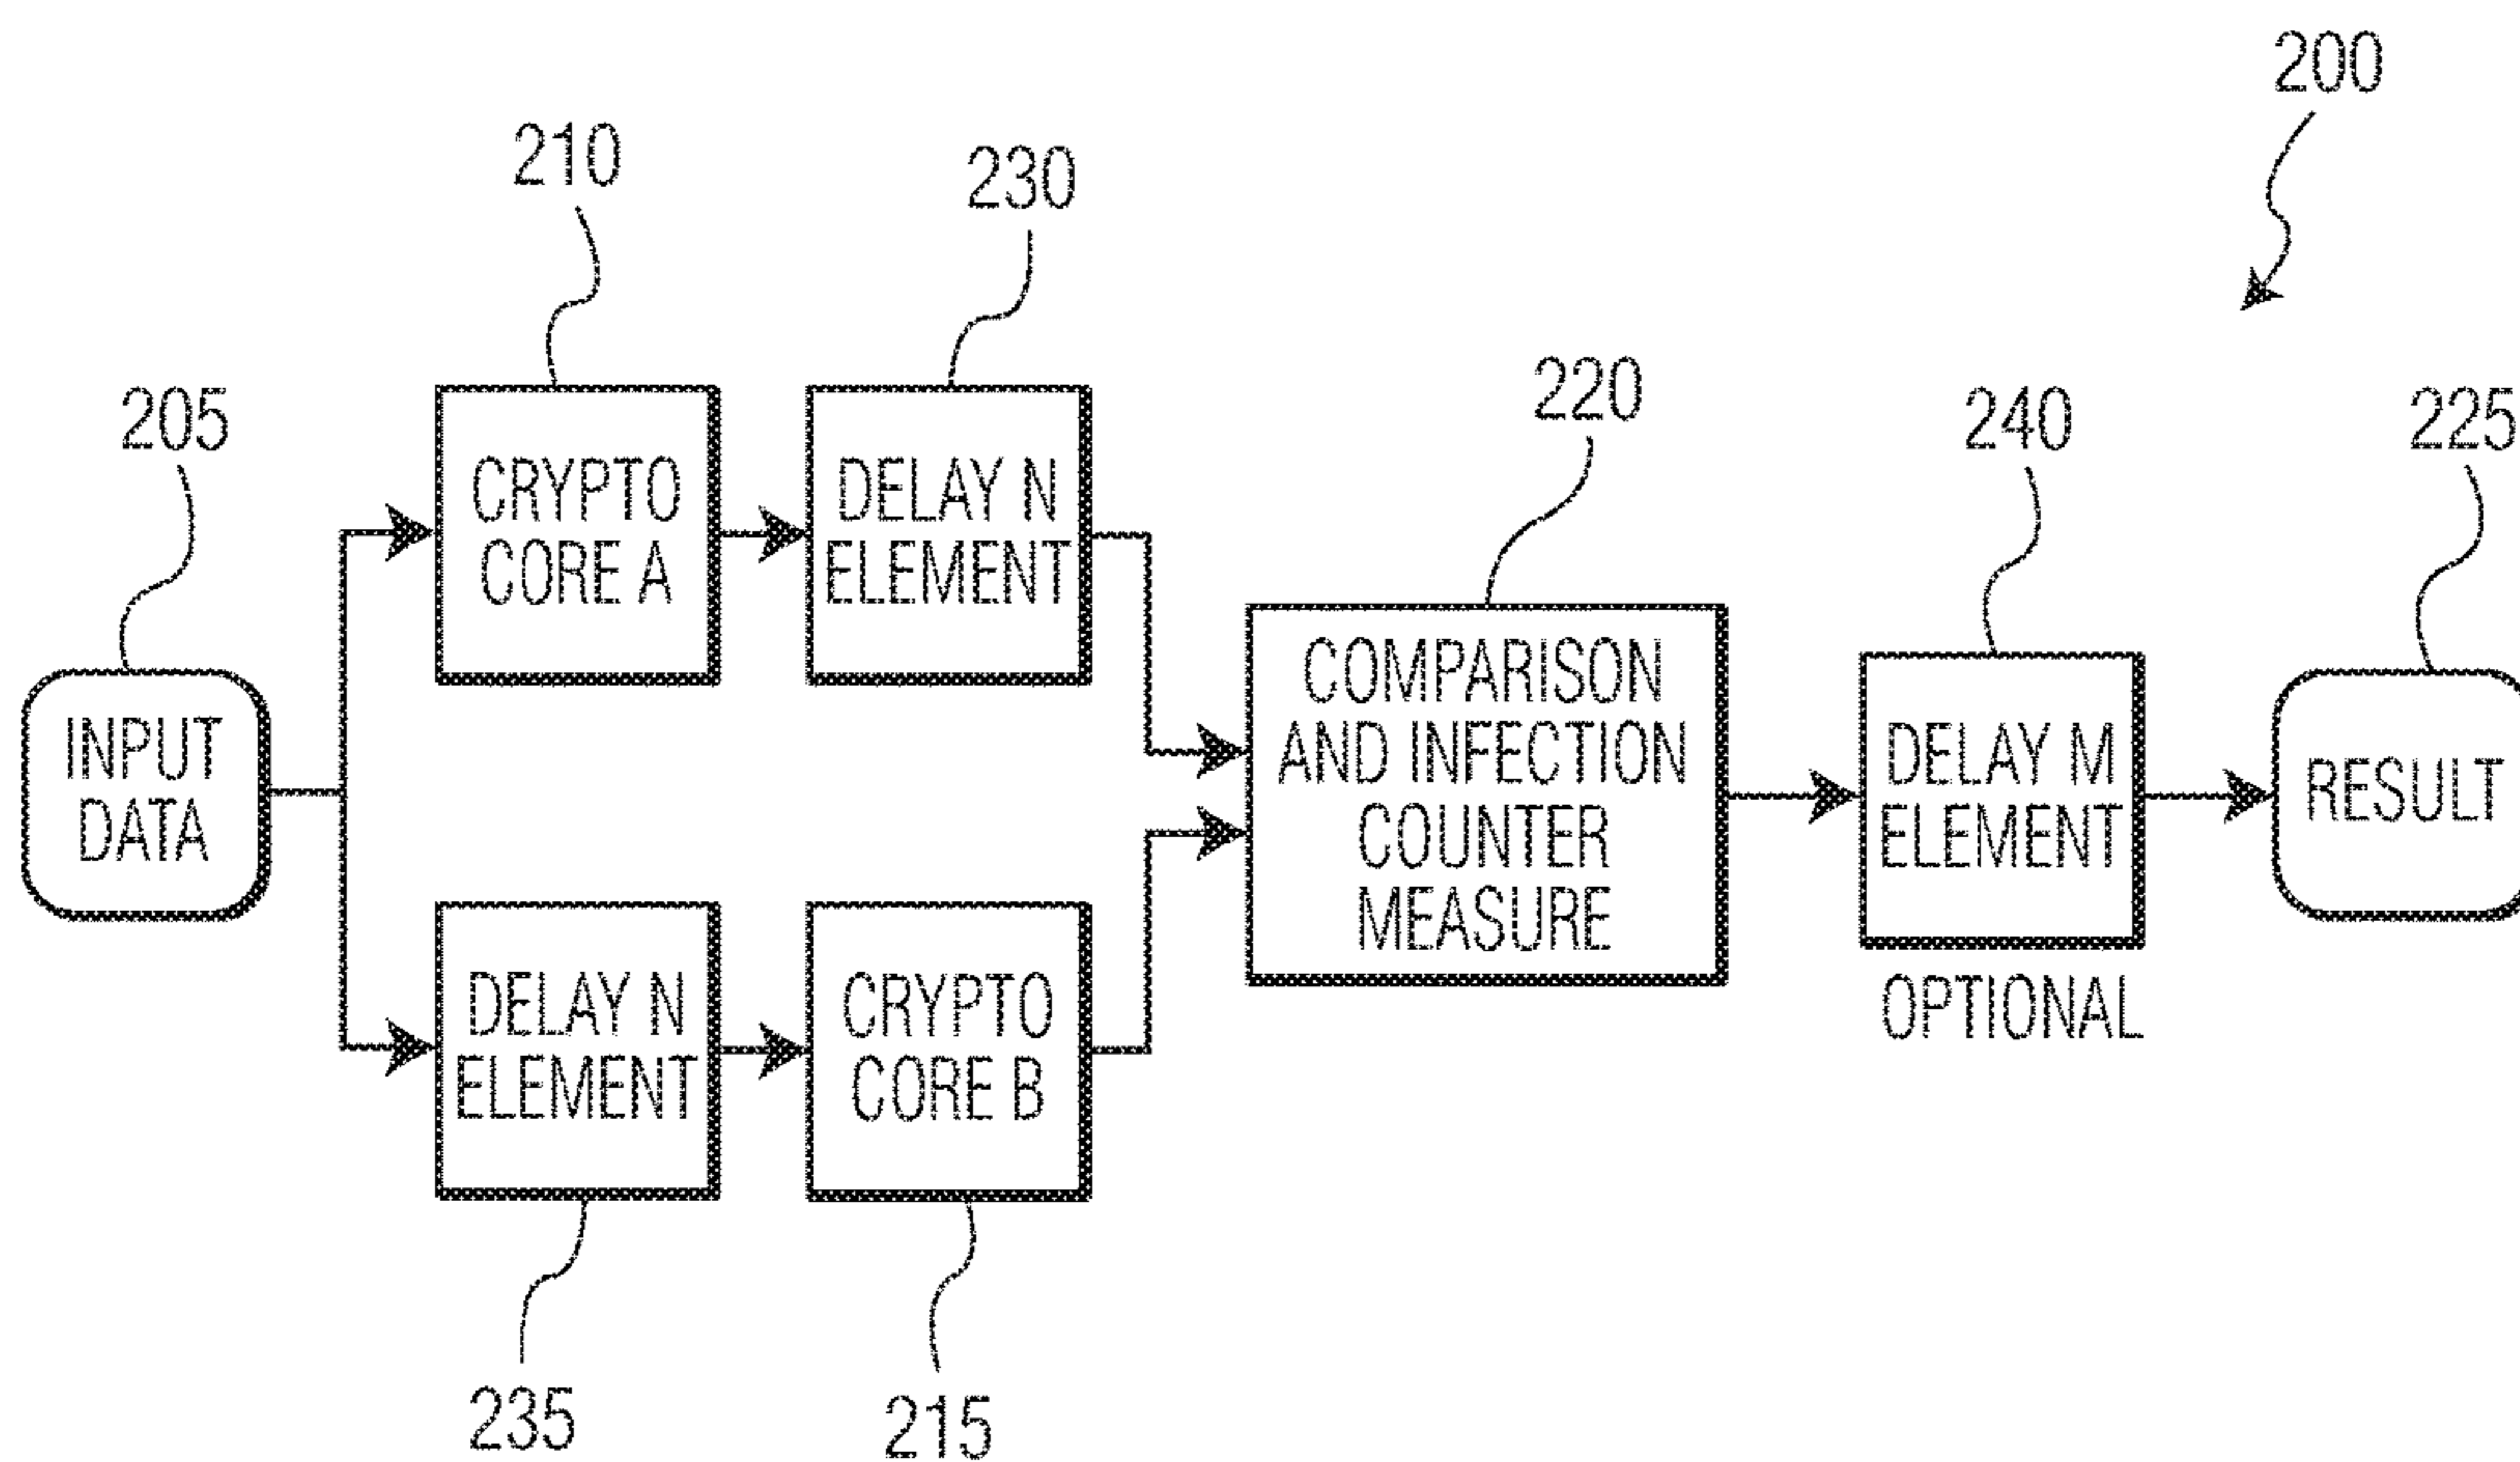 200
210
230
220
205
240
225
CRYPTO
CORE A
DELAY N
ELEMENT
INPUT
DATA
COMPARISON
AND INFECTION
COUNTER
MEASURE
DELAY M
ELEMENT
OPTIONAL
RESULT
DELAY N
ELEMENT
CRYPTO
CORE B
235
215